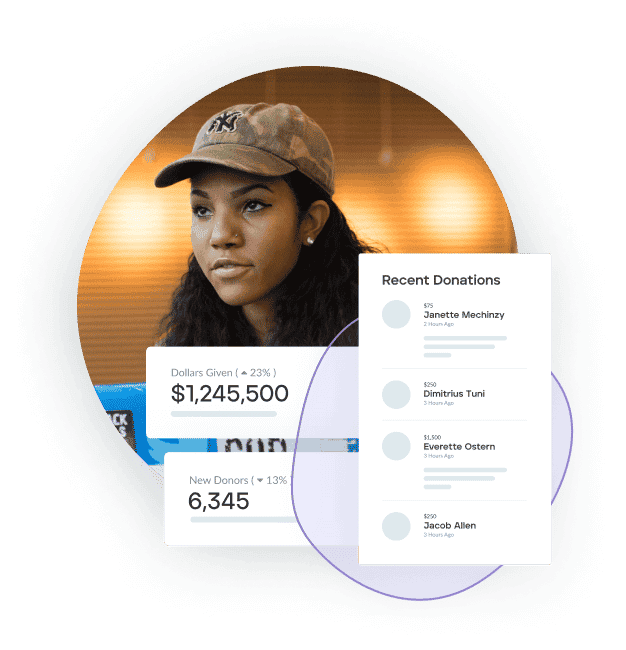 NY
Recent Donations
$75
Janette Mechinzy
2 Hours Ago
Dollars Given ( ▲ 23% )
$1,245,500
$250
Dimitrius Tuni
3 Hours Ago
$1,500
Everette Ostern
3 Hours Ago
New Donors ( ▼ 13% )
6,345
$250
Jacob Allen
3 Hours Ago